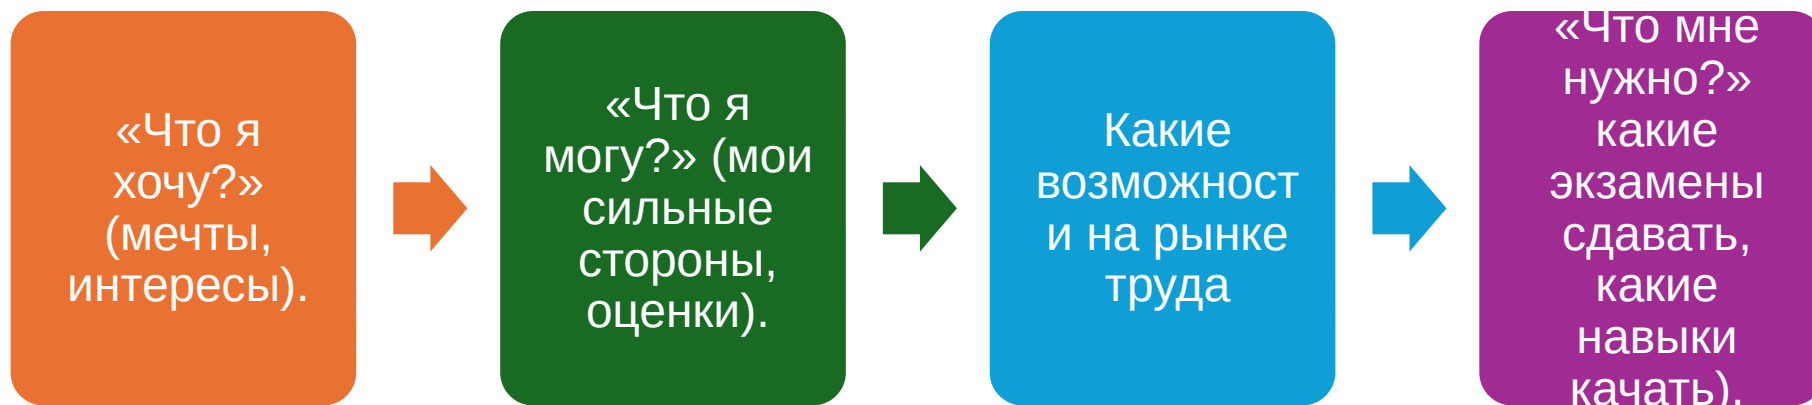 «Что я
хочу?»
(мечты,
интересы).
«Что я
могу?» (мои
сильные
стороны,
оценки).
Какие
возможност
и на рынке
труда
«Что мне
нужно?»
какие
экзамены
сдавать,
какие
навыки
качать).